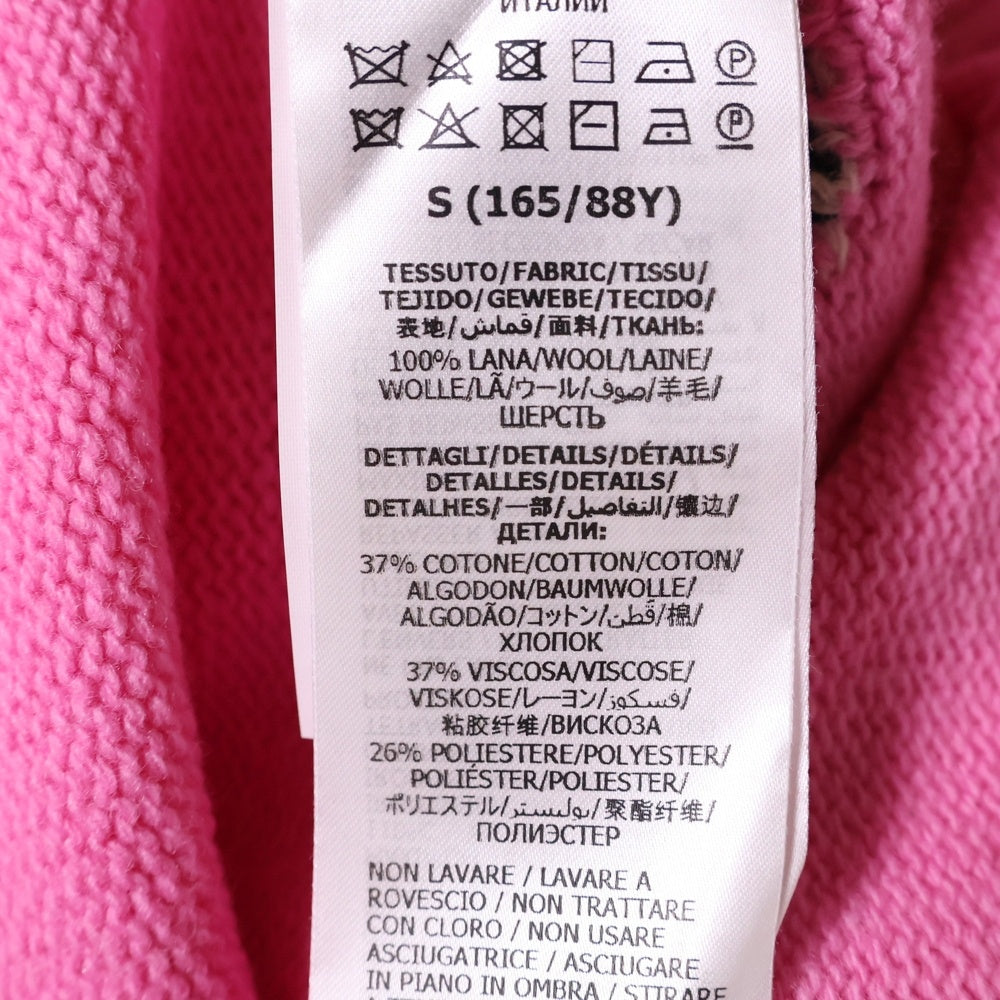 ИТАЛИИ
P
P
S (165/88Y)
TESSUTO/FABRIC/TISSU/
TEJIDO/GEWEBE/TECIDO/
表地/قماش/面料/ТКАНЬ:
100% LANA/WOOL/LAINE/
WOLLE/LÃ/ウール/صوف/羊毛/
ШЕРСТЬ
DETTAGLI/DETAILS/DÉTAILS/
DETALLES/DETAILS/
DETALHES/一部/التفاصيل/镶边/
ДЕТАЛИ:
37% COTONE/COTTON/COTON/
ALGODON/BAUMWOLLE/
ALGODÃO/コットン/قُطن/棉/
ХЛОПОК
37% VISCOSA/VISCOSE/
VISKOSE/レーヨン/فسكوز/
粘胶纤维/ВИСКОЗА
26% POLIESTERE/POLYESTER/
POLIÉSTER/POLIESTER/
ポリエステル/بوليستر/聚酯纤维/
ПОЛИЭСТЕР
NON LAVARE / LAVARE A
ROVESCIO / NON TRATTARE
CON CLORO / NON USARE
ASCIUGATRICE / ASCIUGARE
IN PIANO IN OMBRA / STIRARE